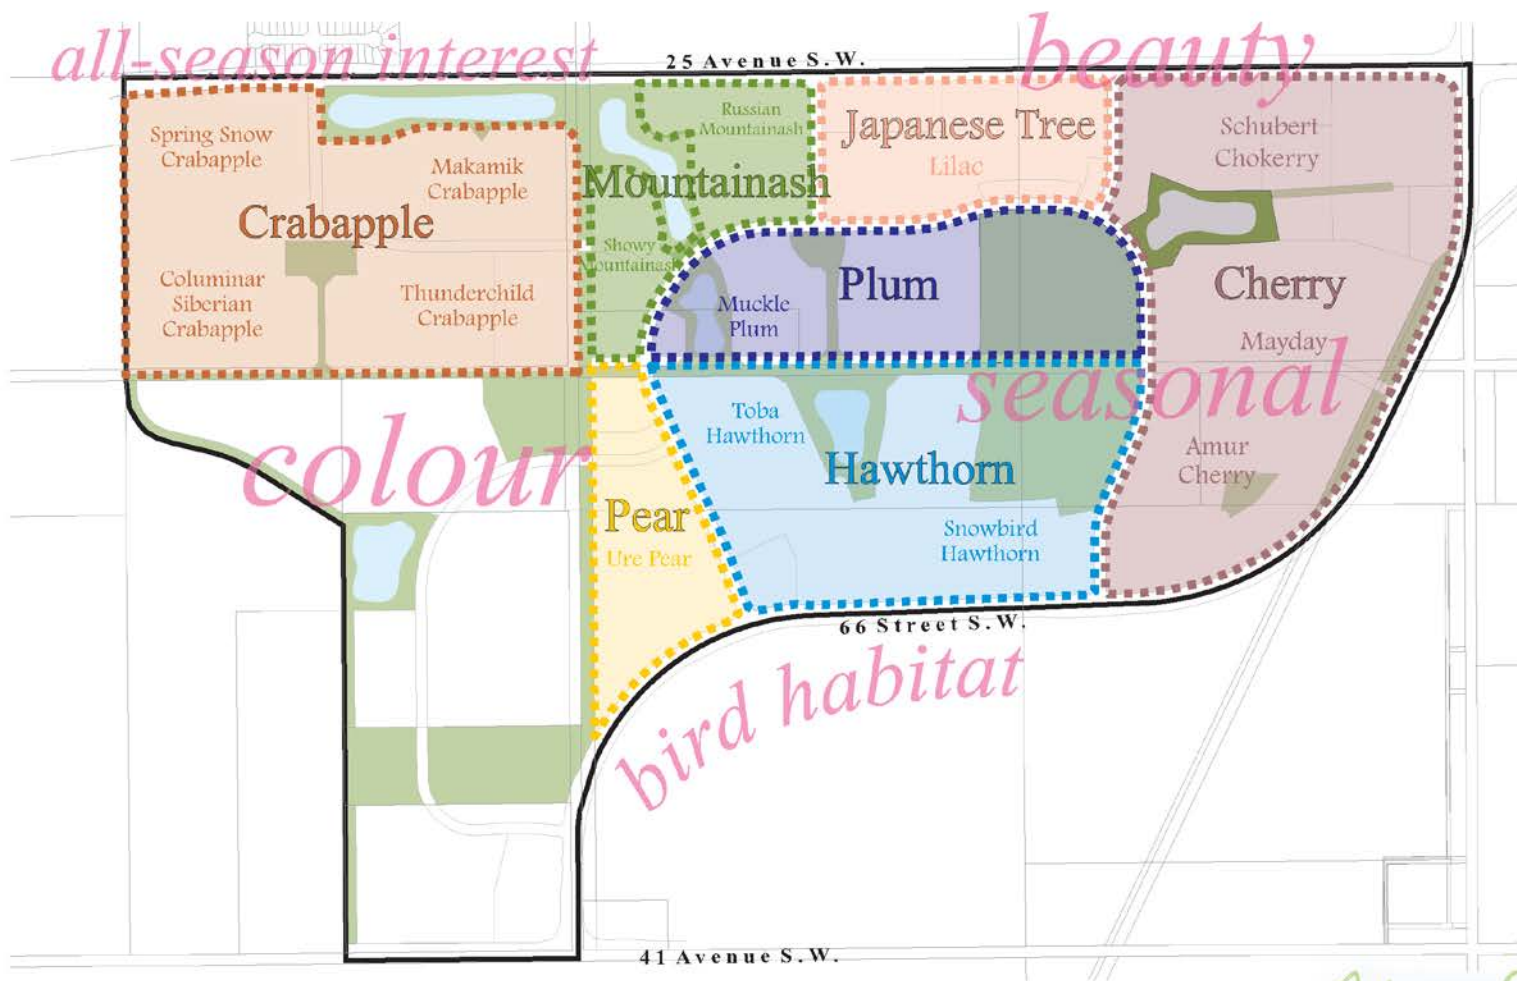 all-season interest
beauty
25 Avenue S.W.
Spring Snow
Crabapple
Makamik
Crabapple
Crabapple
Columinar
Siberian
Crabapple
Thunderchild
Crabapple
Russian
Mountainash
Mountainash
Showy
Mountainash
Japanese Tree
Lilac
Schubert
Chokerry
Plum
Muckle
Plum
Cherry
Mayday
seasonal
colour
Toba
Hawthorn
Hawthorn
Amur
Cherry
Pear
Ure Pear
Snowbird
Hawthorn
66 Street S.W.
bird habitat
41 Avenue S.W.